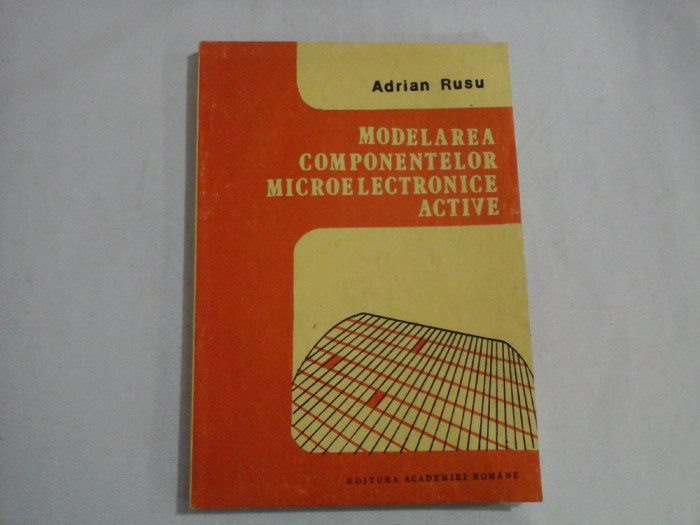 Adrian Rusu
MODELAREA
COMPONENTELOR
MICROELECTRONICE
ACTIVE
EDITURA ACADEMIEI ROMÂNE